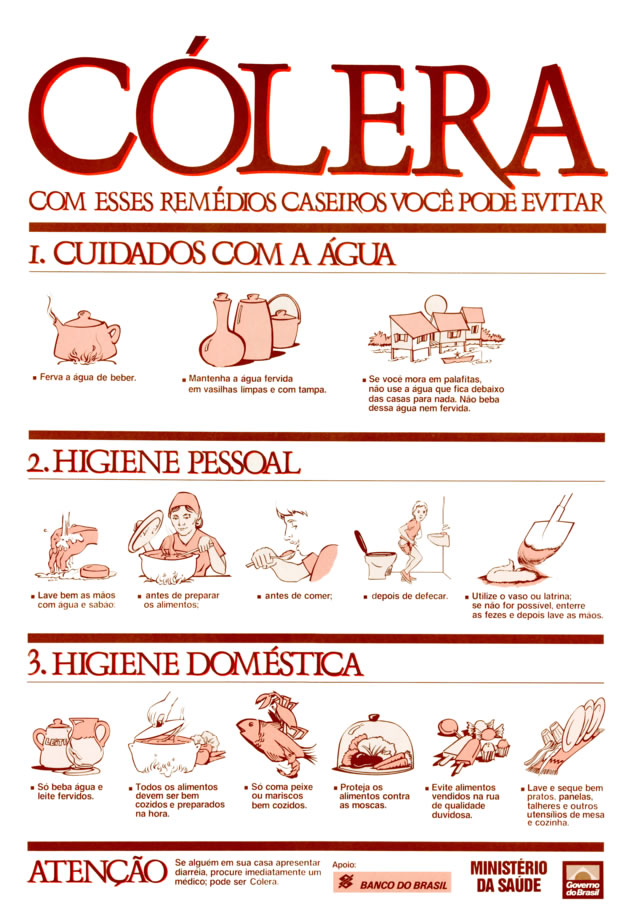 CÓLERA
COM ESSES REMÉDIOS CASEIROS VOCÊ PODE EVITAR
1. CUIDADOS COM A ÁGUA
Ferva a água de beber.
Mantenha a água fervida
em vasilhas limpas e com tampa.
Se você mora em palafitas,
não use a água que fica debaixo
das casas para nada. Não beba
dessa água nem fervida.
2. HIGIENE PESSOAL
Lave bem as mãos
com água e sabão:
antes de preparar
os alimentos;
antes de comer;
depois de defecar.
Utilize o vaso ou latrina;
se não for possível, enterre
as fezes e depois lave as mãos.
3. HIGIENE DOMÉSTICA
LEITE
Só beba água e
leite fervidos.
Todos os alimentos
devem ser bem
cozidos e preparados
na hora.
Só coma peixe
ou mariscos
bem cozidos.
Proteja os
alimentos contra
as moscas.
Evite alimentos
vendidos na rua
de qualidade
duvidosa.
Lave e seque bem
pratos, panelas,
talheres e outros
utensílios de mesa
e cozinha.
ATENÇÃO
Se alguém em sua casa apresentar
diarréia, procure imediatamente um
médico; pode ser Cólera.
Apoio:
BANCO DO BRASIL
MINISTÉRIO
DA SAÚDE
Governo
do Brasil